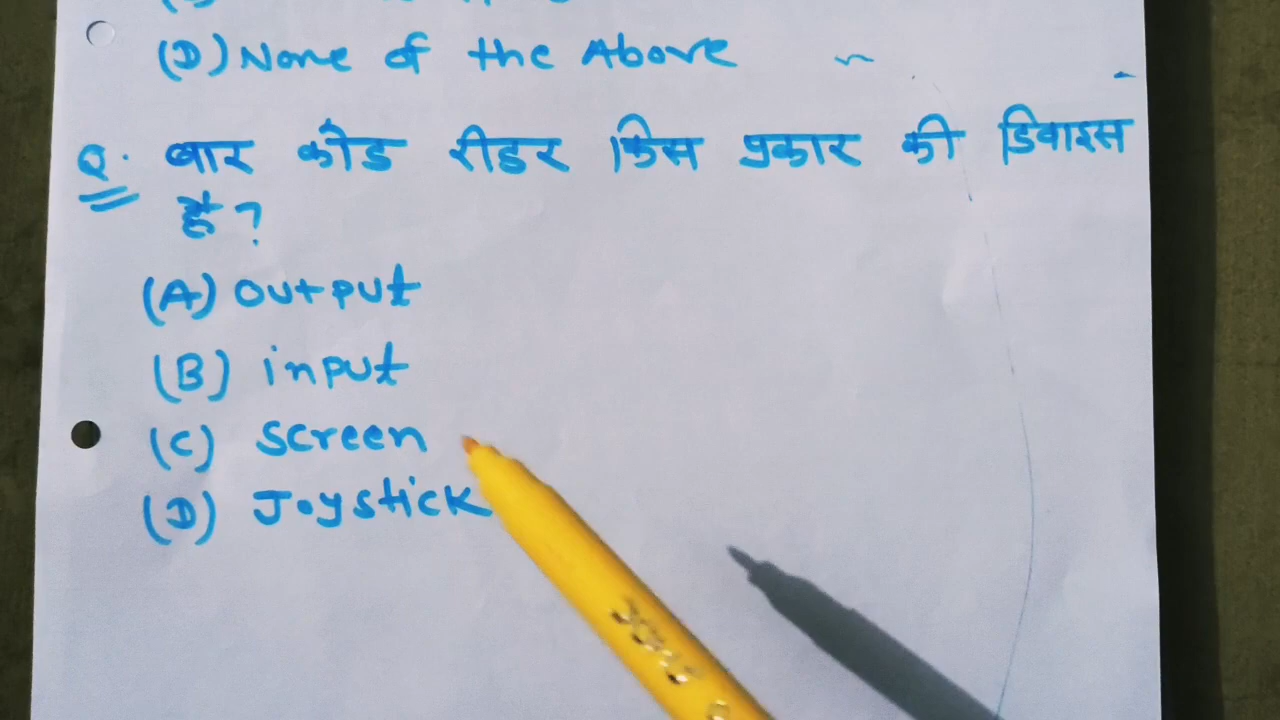 (D) None of the Above
Q. बार कोड रीडर किस प्रकार की डिवाइस
है?
(A) output
(B) input
(C) Screen
(D) Joystick